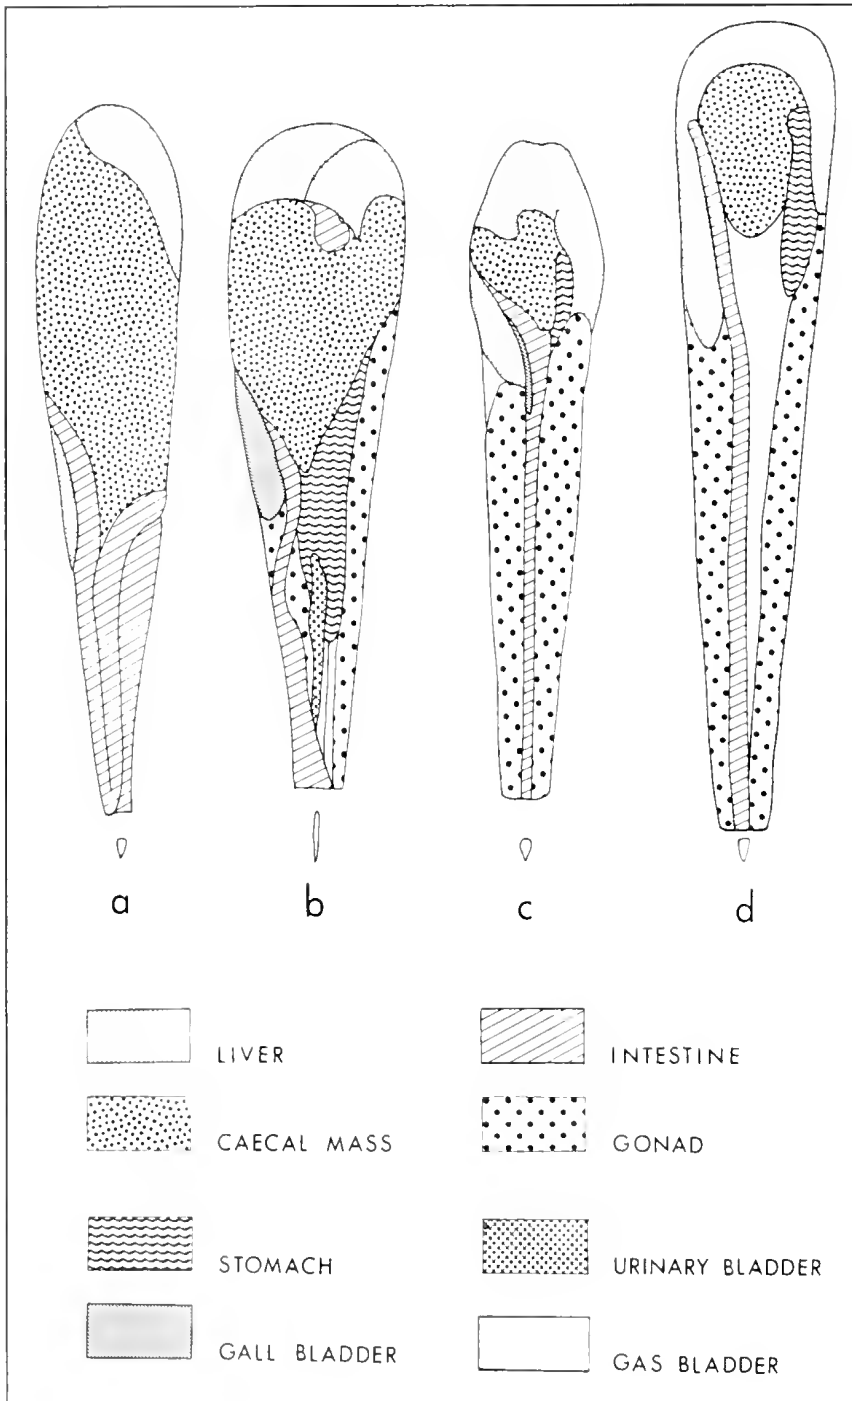 a b c d
LIVER INTESTINE
CAECAL MASS GONAD
STOMACH URINARY BLADDER
GALL BLADDER GAS BLADDER